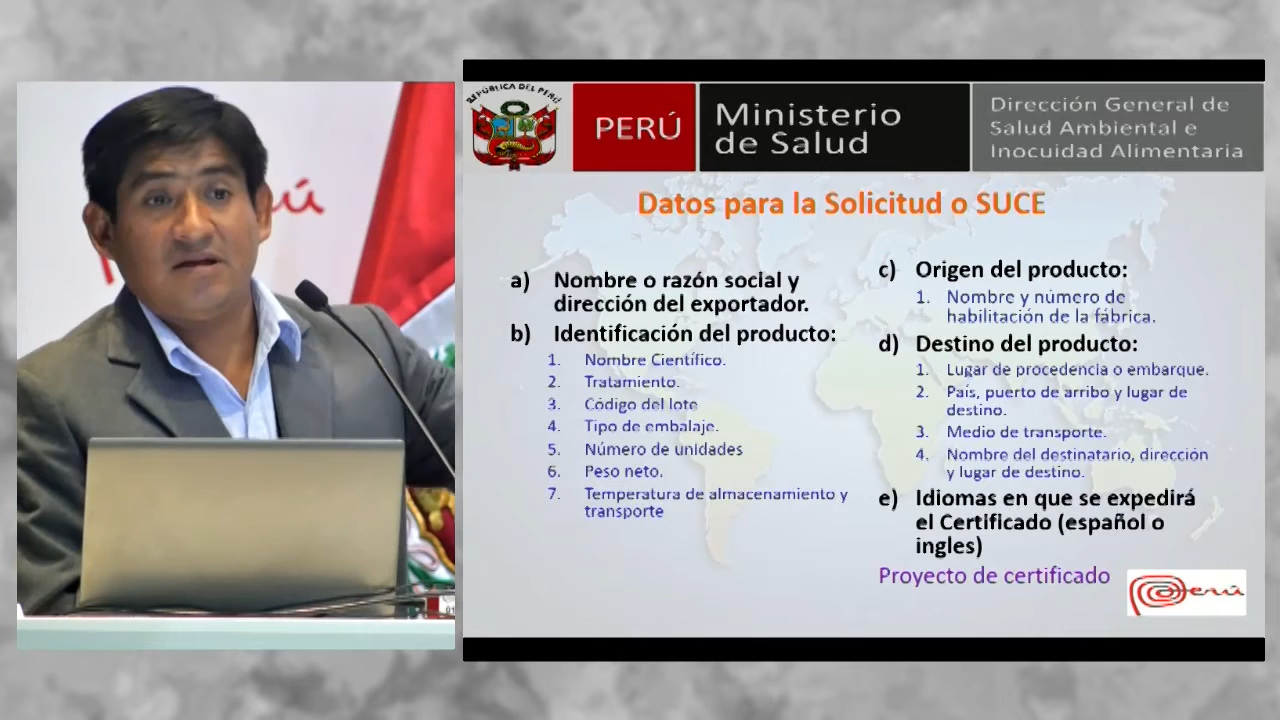 REPÚBLICA DEL PERÚ
PERÚ
Ministerio
de Salud
Dirección General de
Salud Ambiental e
Inocuidad Alimentaria
Datos para la Solicitud o SUCE
a) Nombre o razón social y
dirección del exportador.
b) Identificación del producto:
1. Nombre Científico.
2. Tratamiento.
3. Código del lote
4. Tipo de embalaje.
5. Número de unidades
6. Peso neto.
7. Temperatura de almacenamiento y
transporte
c) Origen del producto:
1. Nombre y número de
habilitación de la fábrica.
d) Destino del producto:
1. Lugar de procedencia o embarque.
2. País, puerto de arribo y lugar de
destino.
3. Medio de transporte.
4. Nombre del destinatario, dirección
y lugar de destino.
e) Idiomas en que se expedirá
el Certificado (español o
ingles)
Proyecto de certificado
Perú